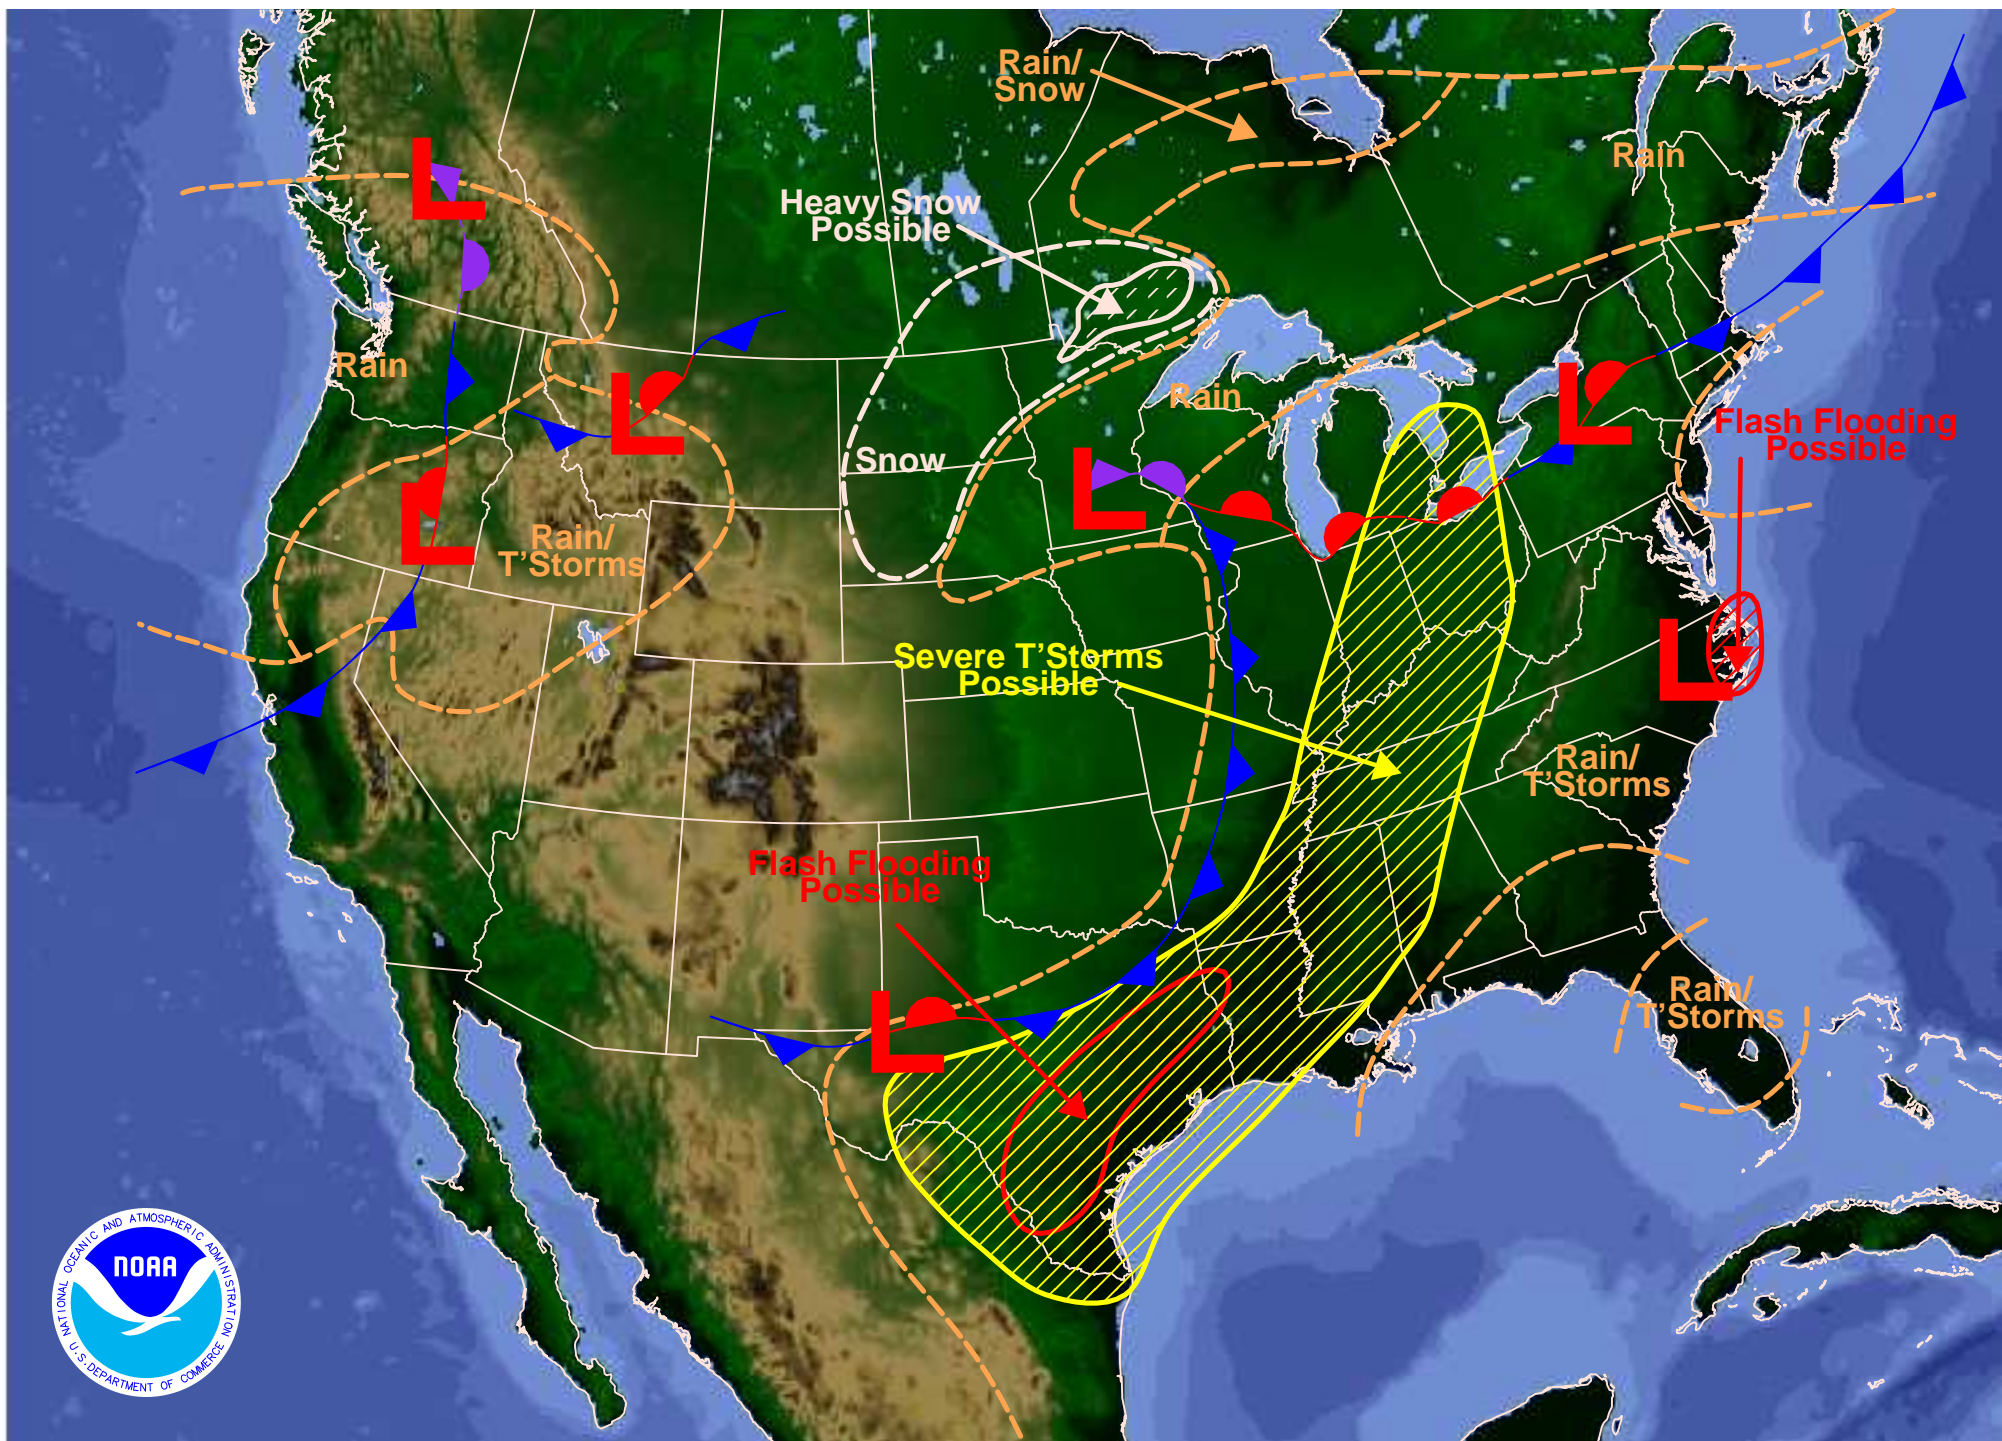 Rain/
Snow
Rain
Heavy Snow
Possible
Rain
Rain
Flash Flooding
Possible
Snow
Rain/
T'Storms
Severe T'Storms
Possible
Rain/
T'Storms
Flash Flooding
Possible
Rain/
T'Storms
L
L
L
L
L
L
L
NATIONAL OCEANIC AND ATMOSPHERIC ADMINISTRATION
NOAA
U.S. DEPARTMENT OF COMMERCE